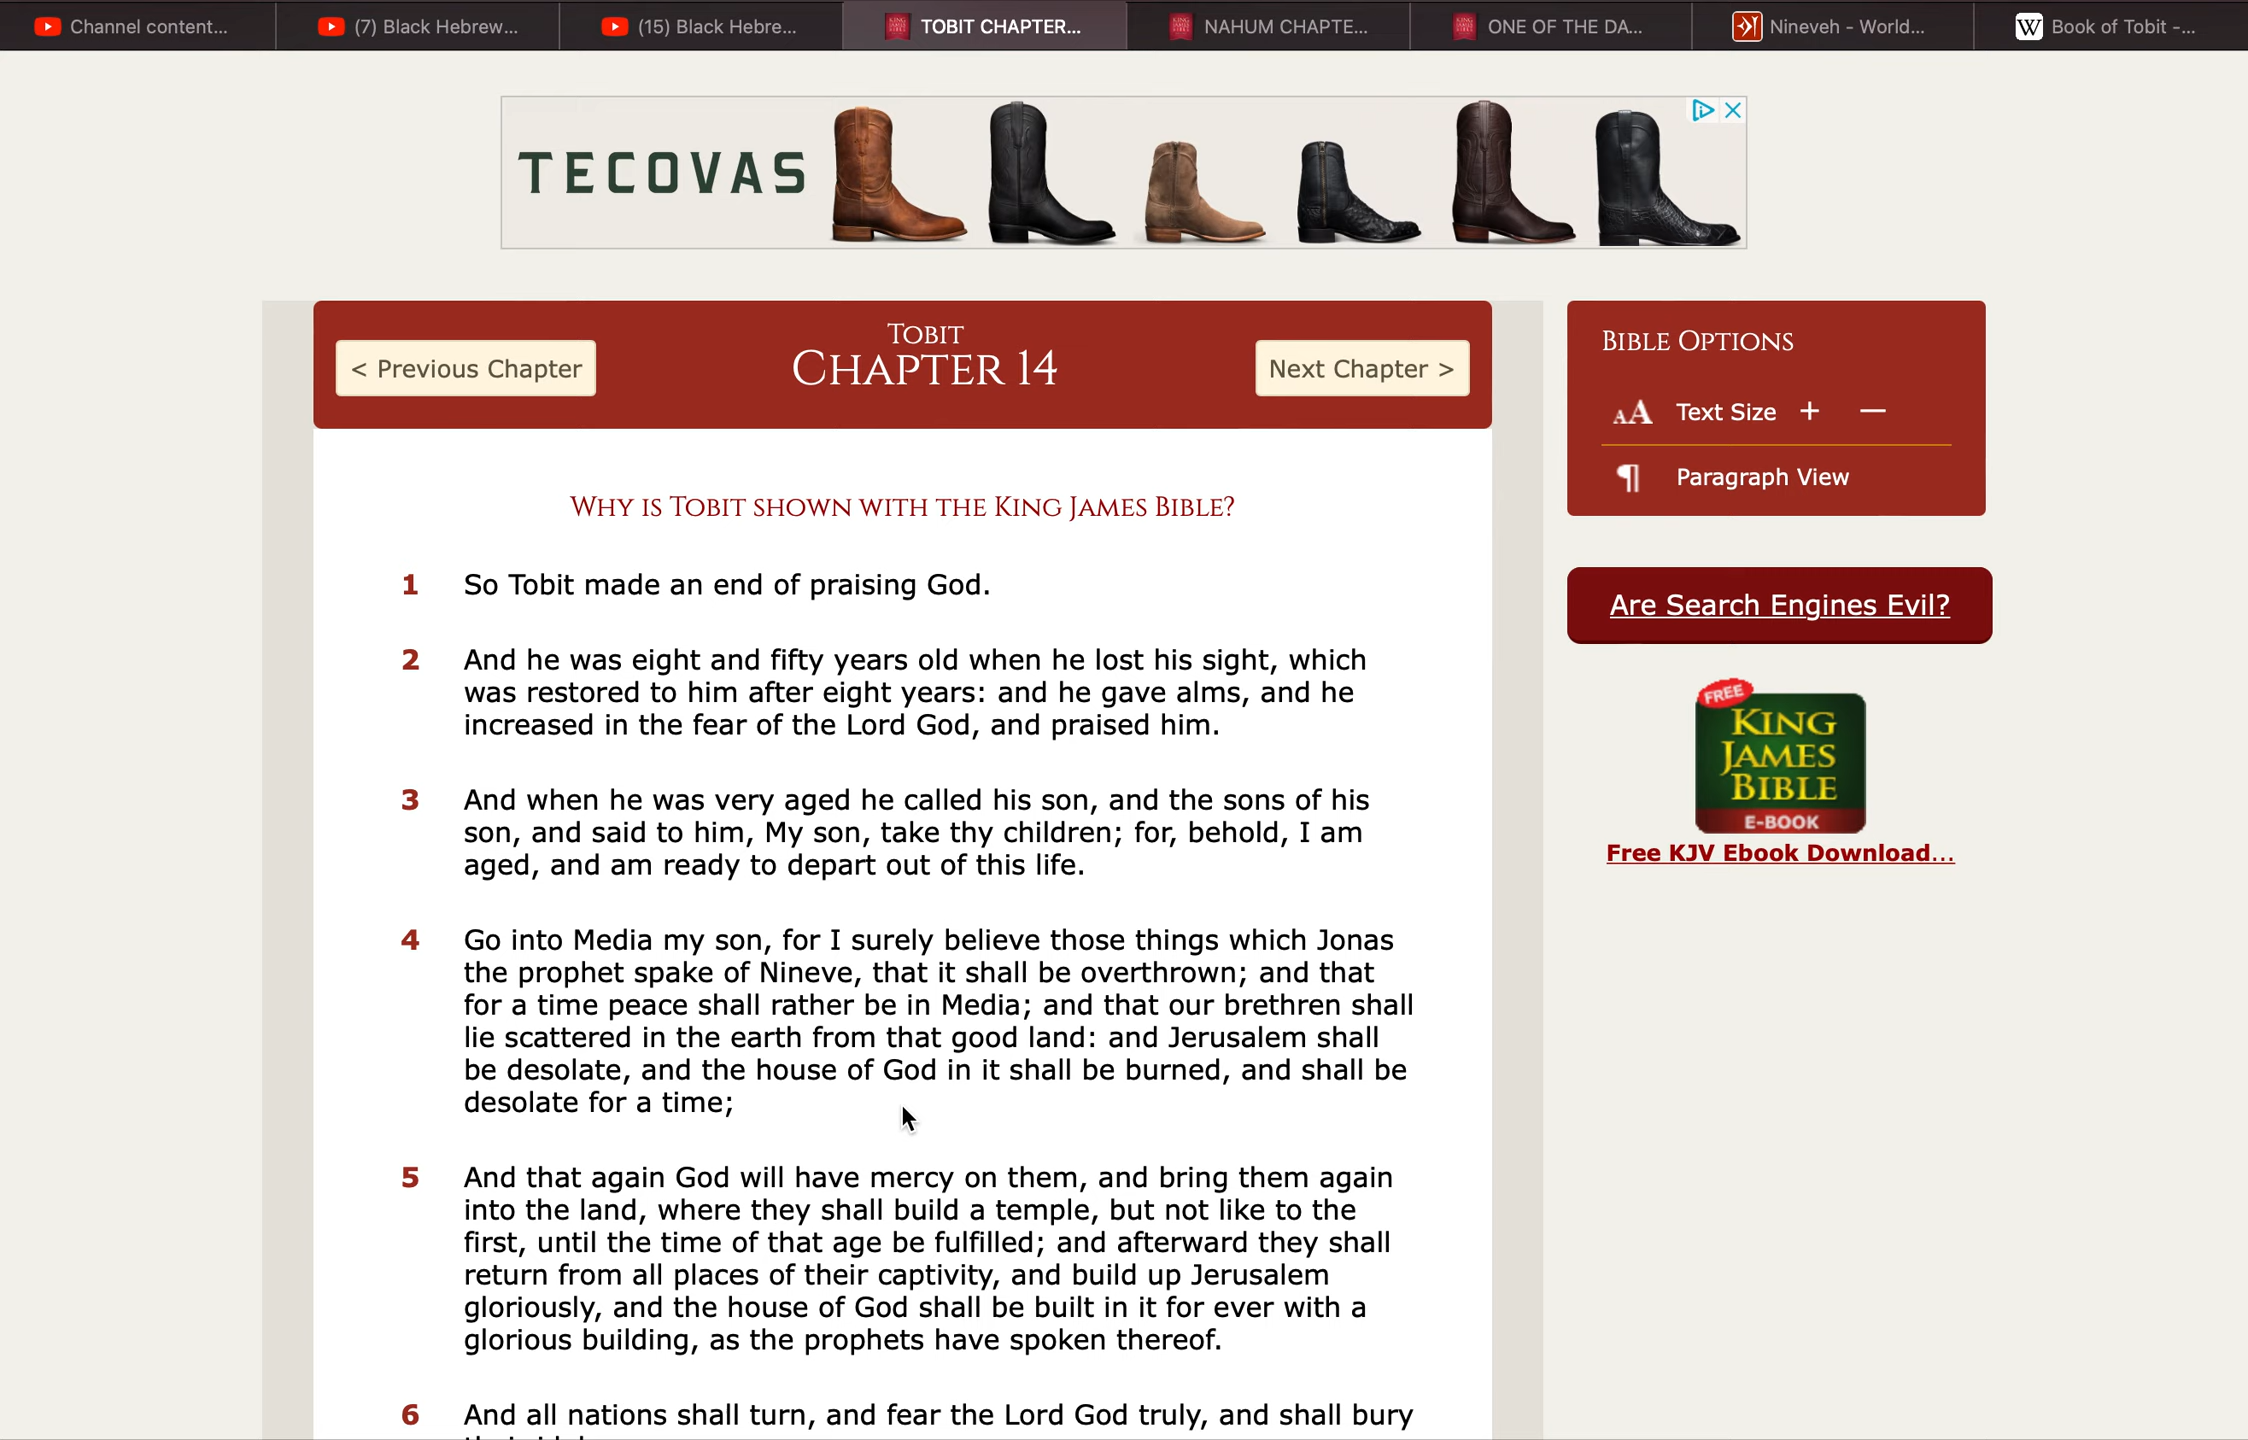 Channel content...
(7) Black Hebrew...
(15) Black Hebre...
TOBIT CHAPTER...
NAHUM CHAPTE...
ONE OF THE DA...
Nineveh - World...
Book of Tobit -...
TECOVAS
< Previous Chapter
Tobit
Chapter 14
Next Chapter >
Bible Options
AA Text Size + —
¶ Paragraph View
Why is Tobit shown with the King James Bible?
Are Search Engines Evil?
FREE
KING
JAMES
BIBLE
E-BOOK
Free KJV Ebook Download...
1 So Tobit made an end of praising God.
2 And he was eight and fifty years old when he lost his sight, which
was restored to him after eight years: and he gave alms, and he
increased in the fear of the Lord God, and praised him.
3 And when he was very aged he called his son, and the sons of his
son, and said to him, My son, take thy children; for, behold, I am
aged, and am ready to depart out of this life.
4 Go into Media my son, for I surely believe those things which Jonas
the prophet spake of Nineve, that it shall be overthrown; and that
for a time peace shall rather be in Media; and that our brethren shall
lie scattered in the earth from that good land: and Jerusalem shall
be desolate, and the house of God in it shall be burned, and shall be
desolate for a time;
5 And that again God will have mercy on them, and bring them again
into the land, where they shall build a temple, but not like to the
first, until the time of that age be fulfilled; and afterward they shall
return from all places of their captivity, and build up Jerusalem
gloriously, and the house of God shall be built in it for ever with a
glorious building, as the prophets have spoken thereof.
6 And all nations shall turn, and fear the Lord God truly, and shall bury